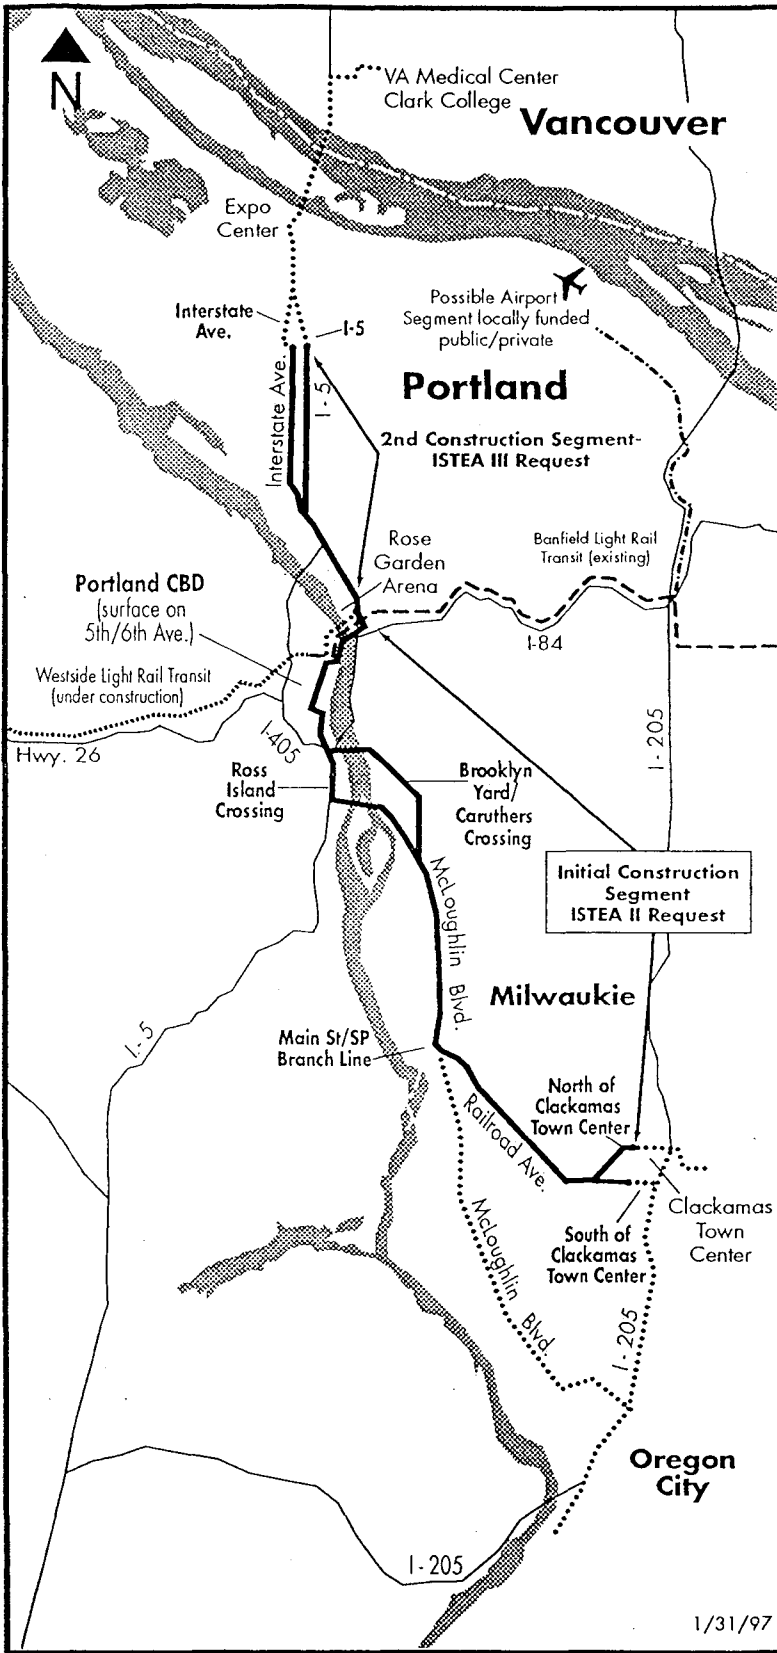 N
VA Medical Center
Clark College
Vancouver
Expo
Center
Interstate
Ave.
I-5
Possible Airport
Segment locally funded
public/private
Portland
Interstate Ave.
I-5
2nd Construction Segment-
ISTEA III Request
Rose
Garden
Arena
Banfield Light Rail
Transit (existing)
Portland CBD
(surface on
5th/6th Ave.)
I-84
Westside Light Rail Transit
(under construction)
Hwy. 26
I-405
I-205
Ross
Island
Crossing
Brooklyn
Yard/
Caruthers
Crossing
Initial Construction
Segment
ISTEA II Request
McLoughlin Blvd.
Milwaukie
I-5
Main St/SP
Branch Line
North of
Clackamas
Town Center
Railroad Ave.
Clackamas
Town
Center
South of
Clackamas
Town Center
McLoughlin Blvd.
I-205
Oregon
City
I-205
1/31/97